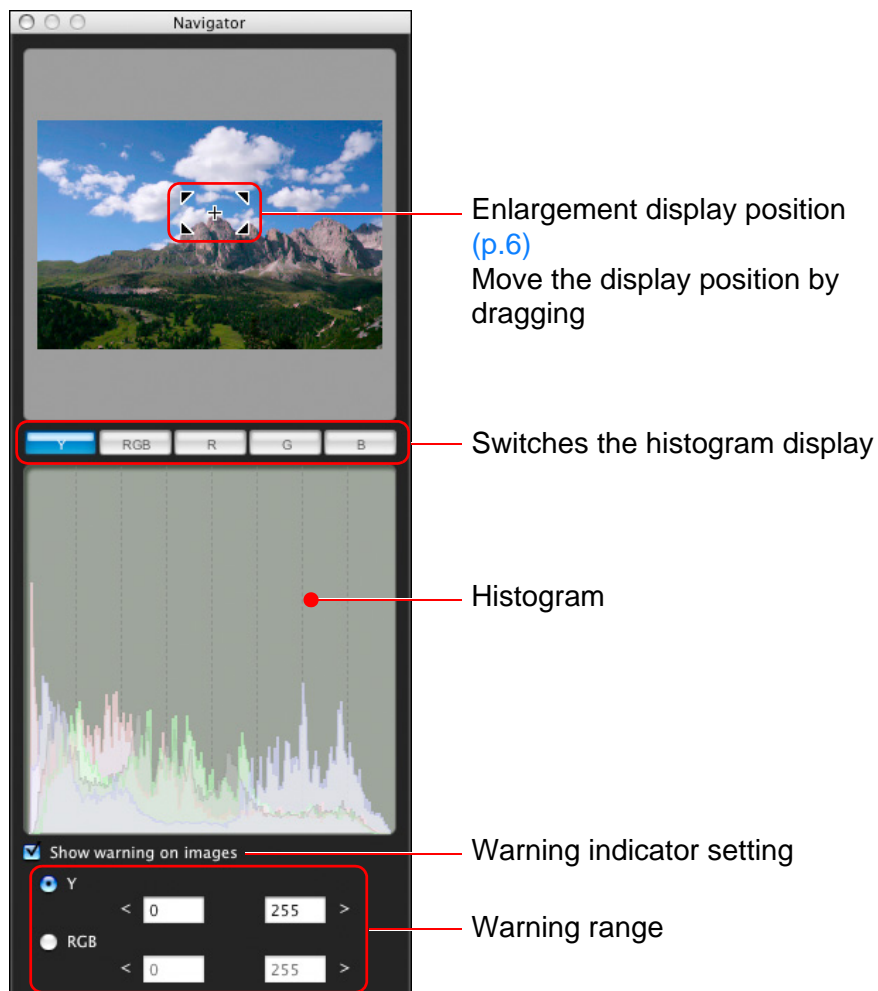 Navigator
Enlargement display position
(p.6)
Move the display position by
dragging
Y RGB R G B
Switches the histogram display
Histogram
Show warning on images
Warning indicator setting
Y
< 0 255 >
Warning range
RGB
< 0 255 >